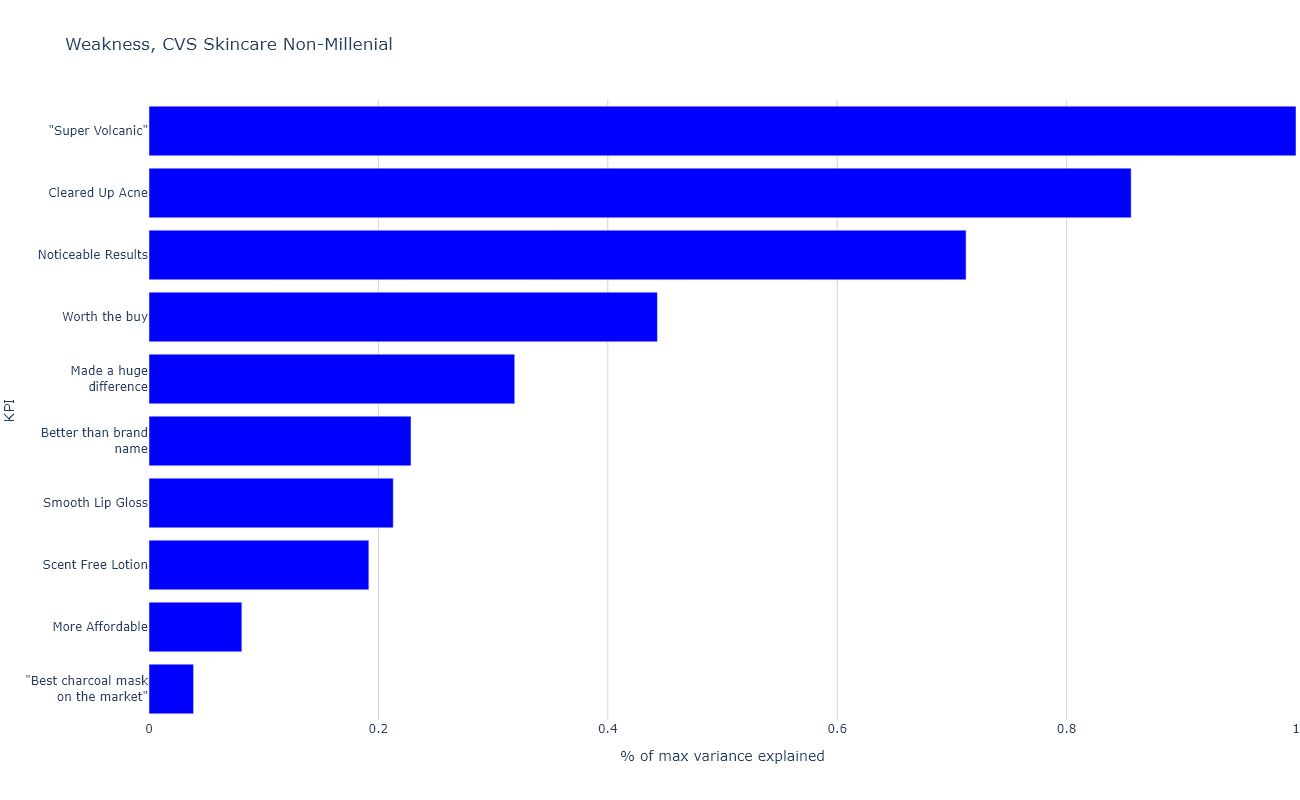 Weakness, CVS Skincare Non-Millenial
"Super Volcanic"
Cleared Up Acne
Noticeable Results
Worth the buy
Made a huge
difference
Better than brand
name
Smooth Lip Gloss
Scent Free Lotion
More Affordable
"Best charcoal mask
on the market"
KPI
0 0.2 0.4 0.6 0.8 1
% of max variance explained